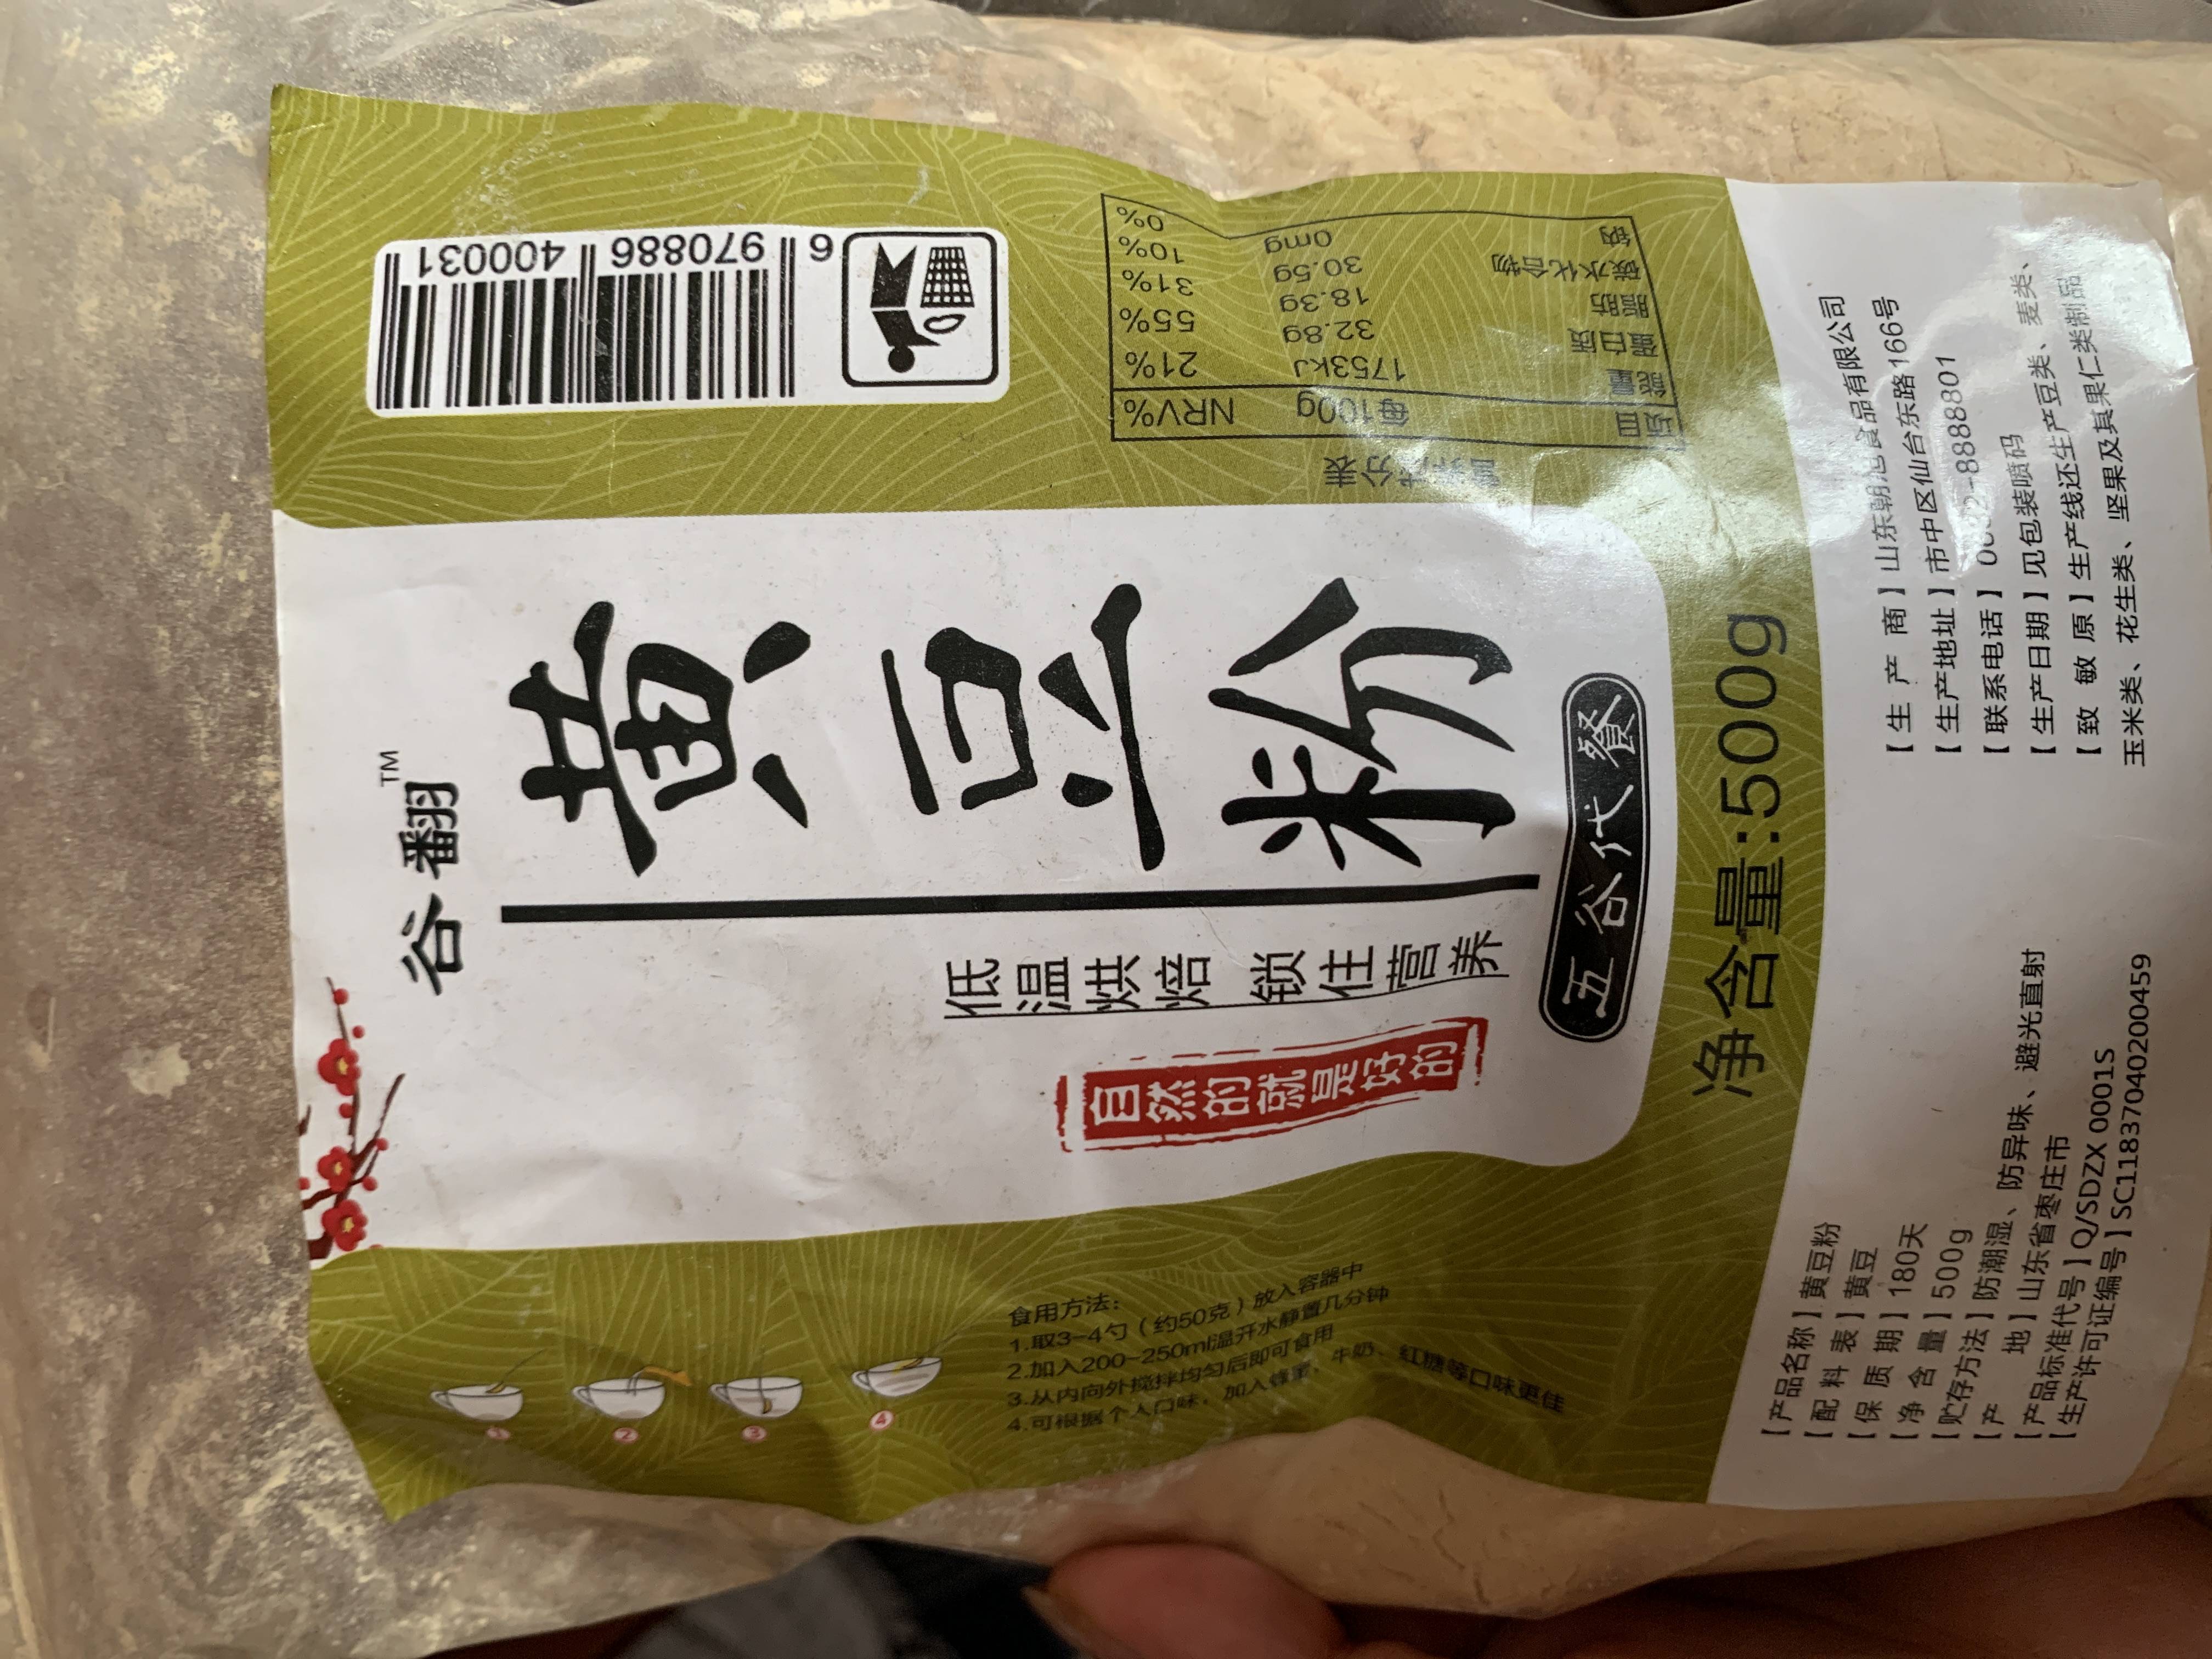 谷翻™
黄豆粉
低温烘焙 锁住营养
自然的就是好的
五谷代餐
净含量:500g
食用方法：
1.取3-4勺（约50克）放入容器中
2.加入200-250ml温开水静置几分钟
3.从内向外搅拌均匀后即可食用
4.可根据个人口味，加入蜂蜜、牛奶、红糖等口味更佳
1
2
3
4
【产品名称】黄豆粉
【配料表】黄豆
【保质期】180天
【净含量】500g
【贮存方法】防潮湿、防异味、避光直射
【产地】山东省枣庄市
【产品标准代号】Q/SDZX 0001S
【生产许可证编号】SC11837040200459
【生产商】山东朝旭食品有限公司
【生产地址】市中区仙台东路166号
【联系电话】0632-8888801
【生产日期】见包装喷码
【致敏原】生产线还生产豆类、麦类、
玉米类、花生类、坚果及其果仁类制品
营养成分表
项目 每100g NRV%
能量 1753kJ 21%
蛋白质 32.8g 55%
脂肪 18.3g 31%
碳水化合物 30.5g 10%
钠 0mg 0%
6 970886 400031